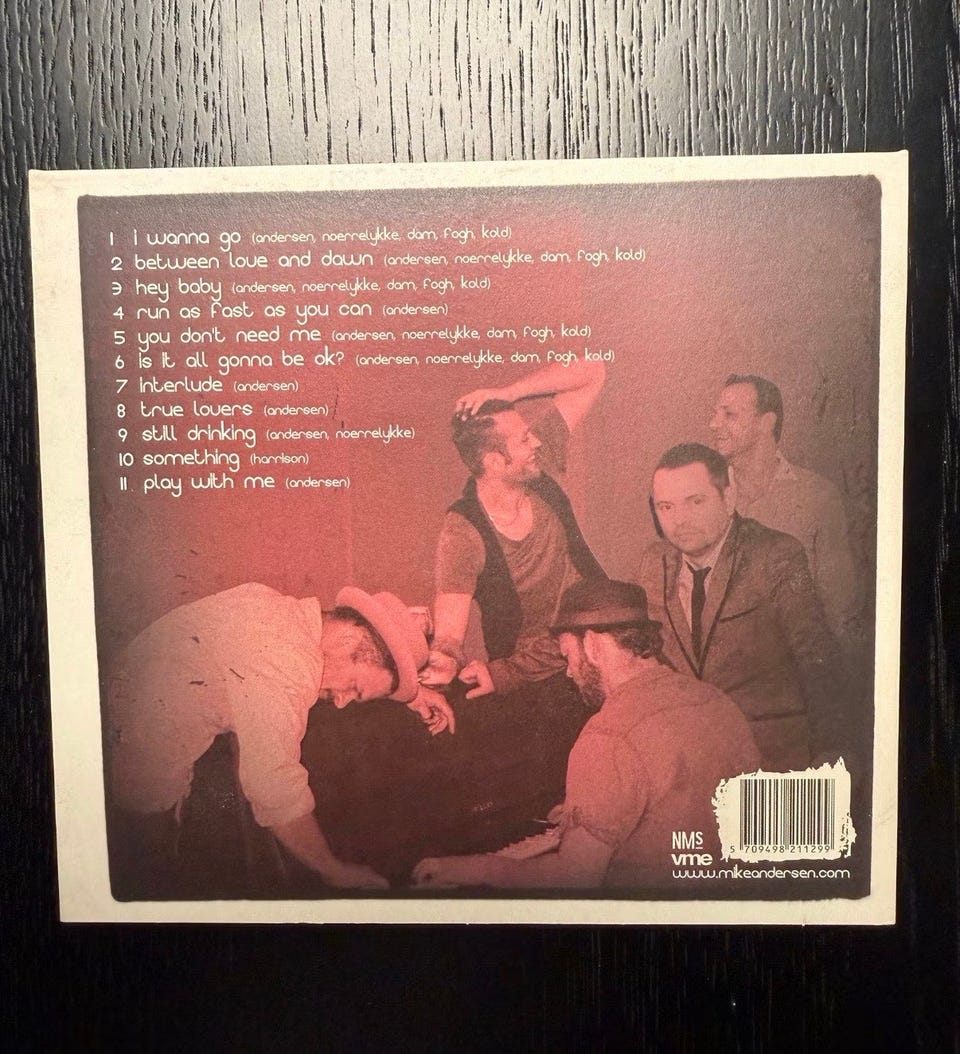 1 i wanna go (andersen, noerrelykke, dam, fogh, kold)
2 between love and dawn (andersen, noerrelykke, dam, fogh, kold)
3 hey baby (andersen, noerrelykke, dam, fogh, kold)
4 run as fast as you can (andersen)
5 you don't need me (andersen, noerrelykke, dam, fogh, kold)
6 is it all gonna be ok? (andersen, noerrelykke, dam, fogh, kold)
7 interlude (andersen)
8 true lovers (andersen)
9 still drinking (andersen, noerrelykke)
10 something (harrison)
11. play with me (andersen)
NMS
vme
5 709498 211299
www.mikeandersen.com